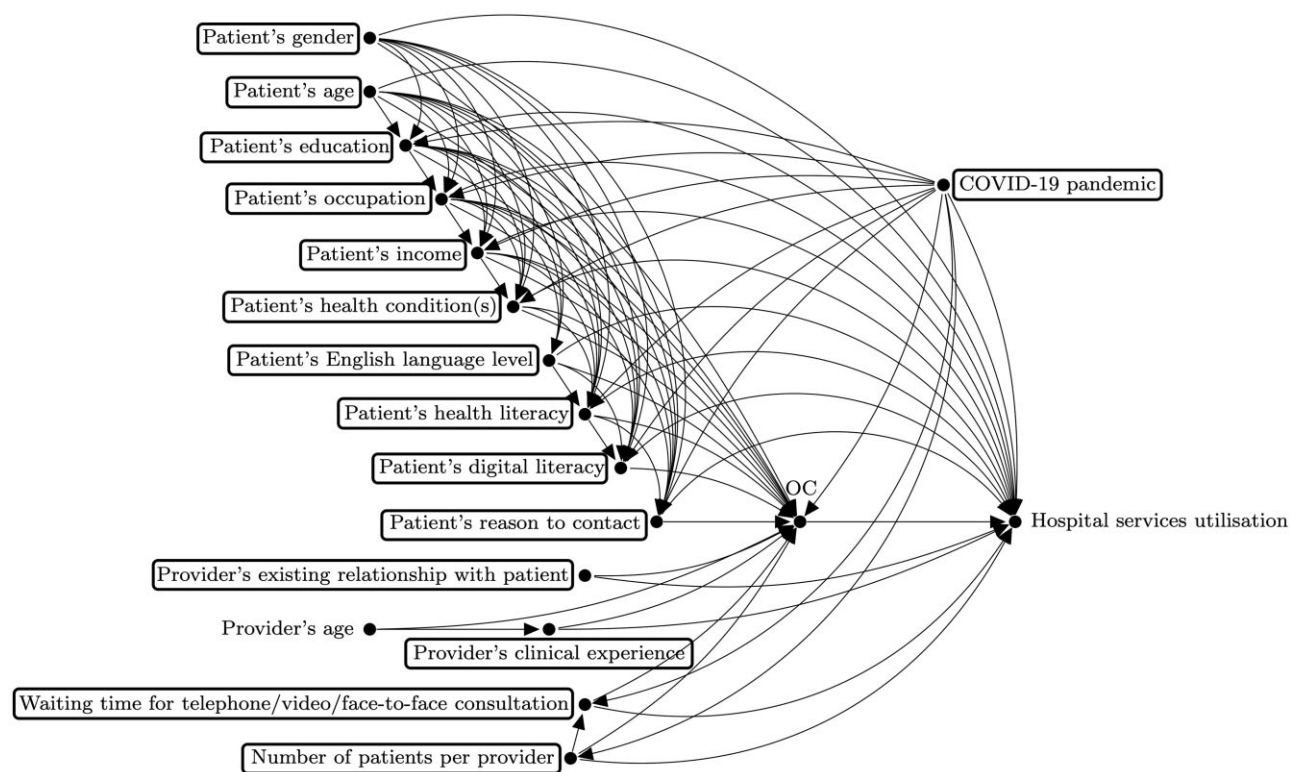 Patient's gender
Patient's age
Patient's education
COVID-19 pandemic
Patient's occupation
Patient's income
Patient's health condition(s)
Patient's English language level
Patient's health literacy
Patient's digital literacy
OC
Patient's reason to contact
Hospital services utilisation
Provider's existing relationship with patient
Provider's age
Provider's clinical experience
Waiting time for telephone/video/face-to-face consultation
Number of patients per provider